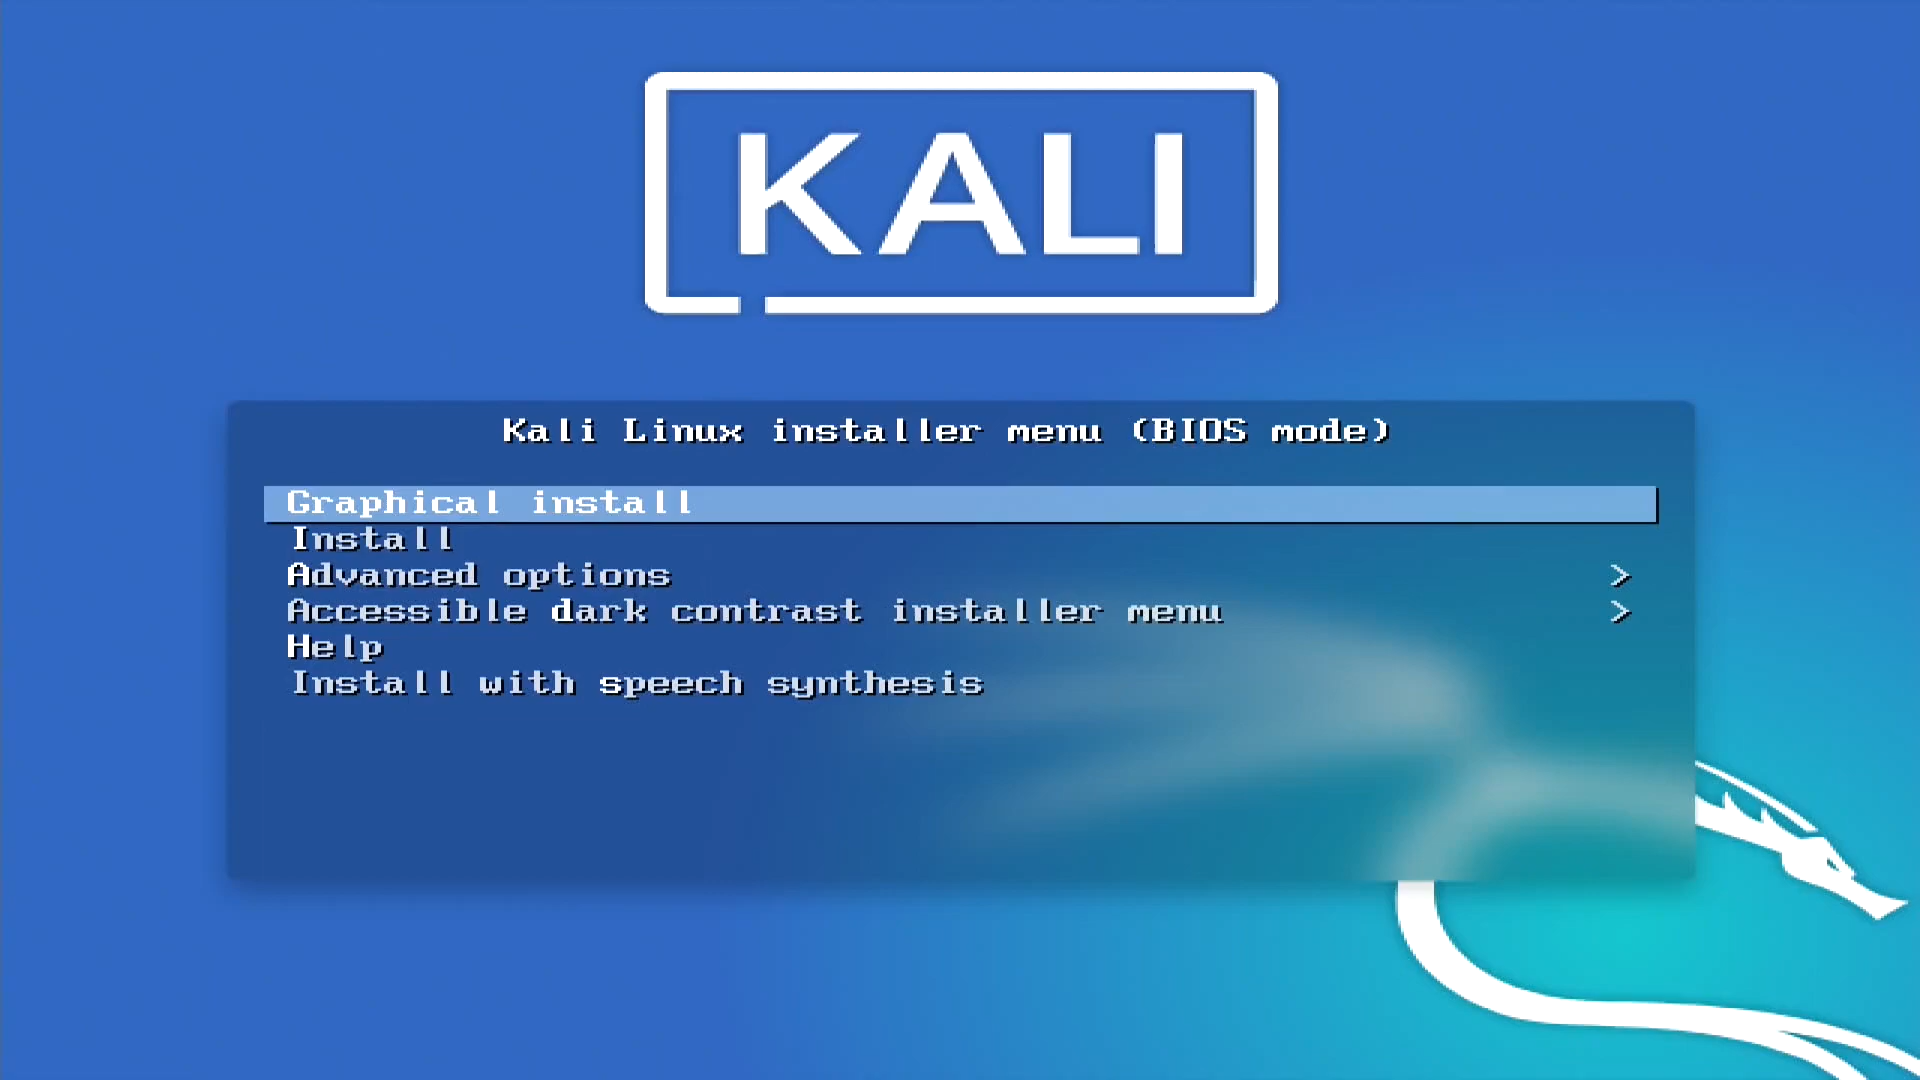 KALI
Kali Linux installer menu (BIOS mode)
Graphical install
Install
Advanced options >
Accessible dark contrast installer menu >
Help
Install with speech synthesis